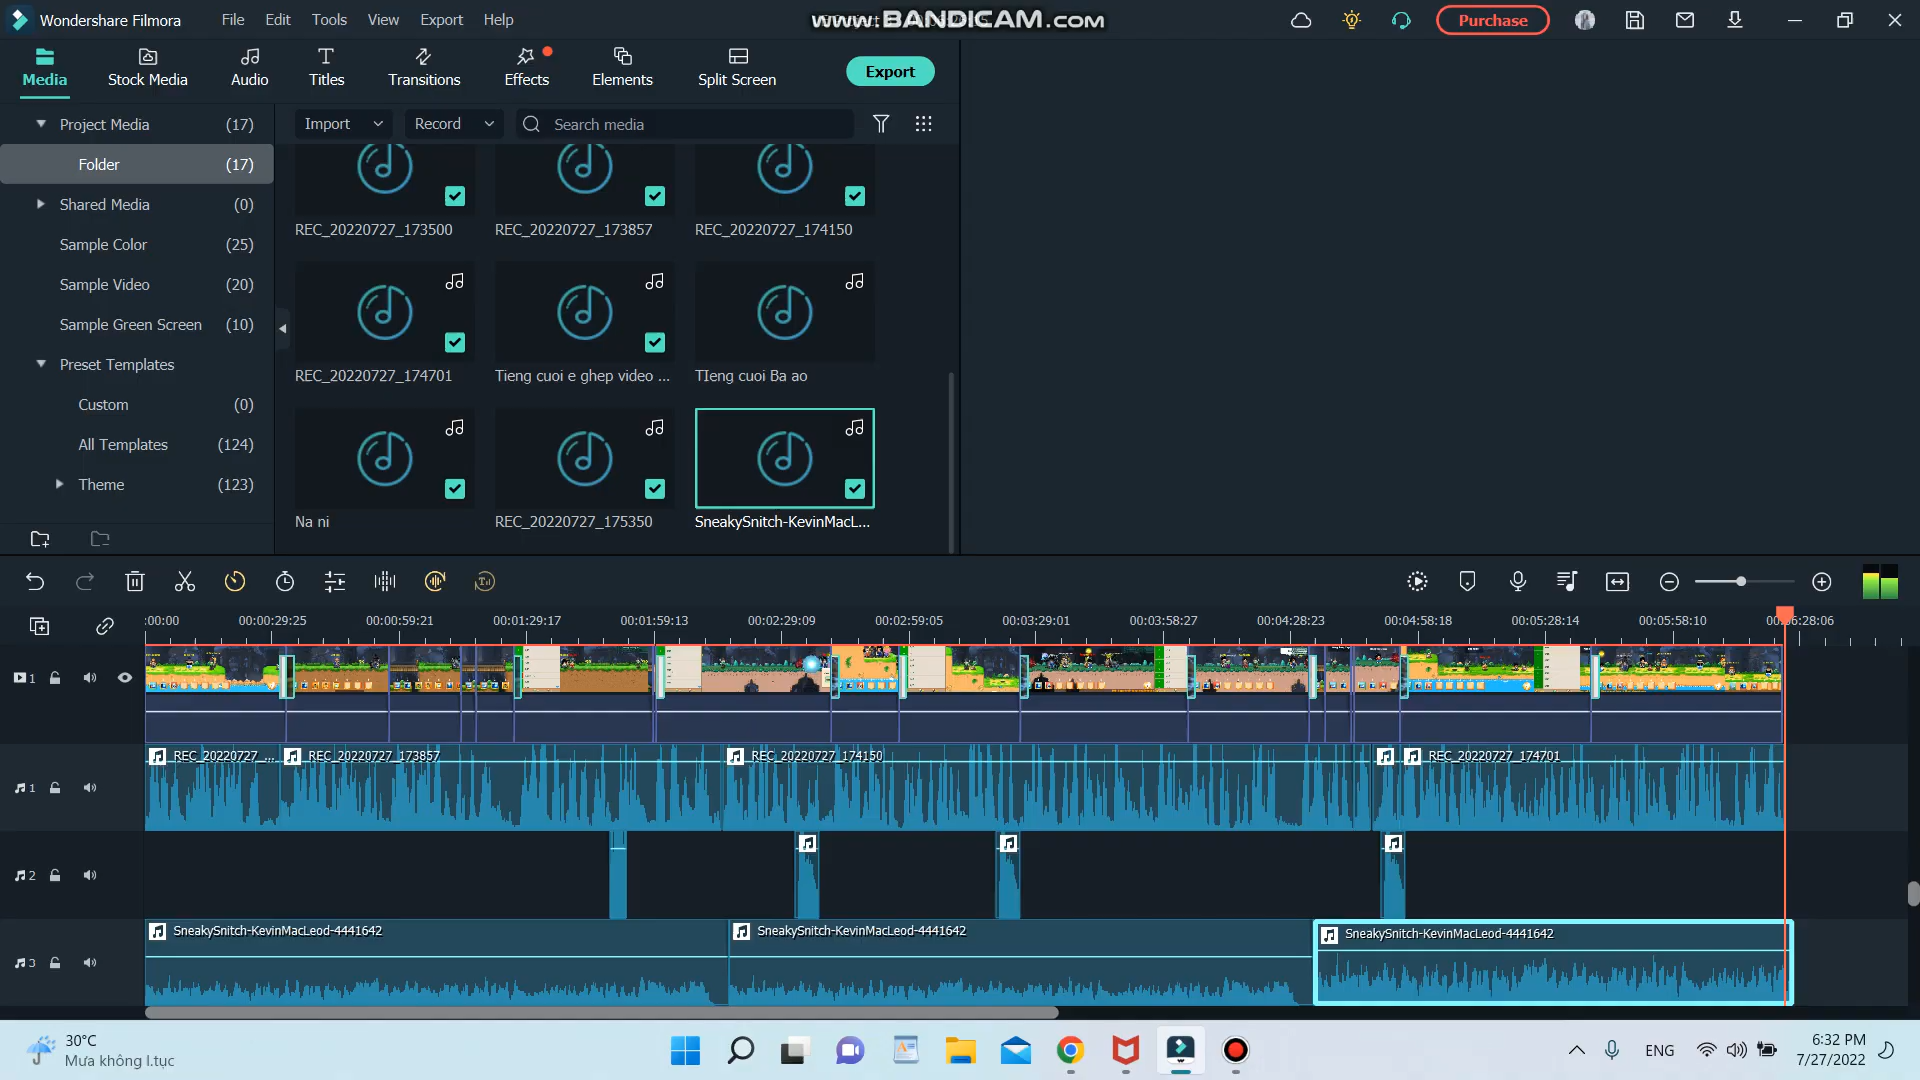 Wondershare Filmora
File
Edit
Tools
View
Export
Help
www.BANDICAM.com
Purchase
Media
Stock Media
Audio
Titles
Transitions
Effects
Elements
Split Screen
Export
Project Media (17)
Folder (17)
Shared Media (0)
Sample Color (25)
Sample Video (20)
Sample Green Screen (10)
Preset Templates
Custom (0)
All Templates (124)
Theme (123)
Import
Record
Search media
REC_20220727_173500
REC_20220727_173857
REC_20220727_174150
REC_20220727_174701
Tieng cuoi e ghep video ...
TIeng cuoi Ba ao
Na ni
REC_20220727_175350
SneakySnitch-KevinMacL...
:00:00
00:00:29:25
00:00:59:21
00:01:29:17
00:01:59:13
00:02:29:09
00:02:59:05
00:03:29:01
00:03:58:27
00:04:28:23
00:04:58:18
00:05:28:14
00:05:58:10
00:06:28:06
1
1
REC_20220727_...
REC_20220727_173857
REC_20220727_174150
REC_20220727_174701
2
3
SneakySnitch-KevinMacLeod-4441642
SneakySnitch-KevinMacLeod-4441642
SneakySnitch-KevinMacLeod-4441642
30°C
Mưa không l.tục
ENG
6:32 PM
7/27/2022